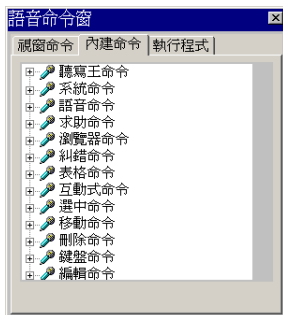 語音命令窗
視窗命令 內建命令 執行程式
聽寫王命令
系統命令
語音命令
求助命令
瀏覽器命令
糾錯命令
表格命令
互動式命令
選中命令
移動命令
刪除命令
鍵盤命令
編輯命令